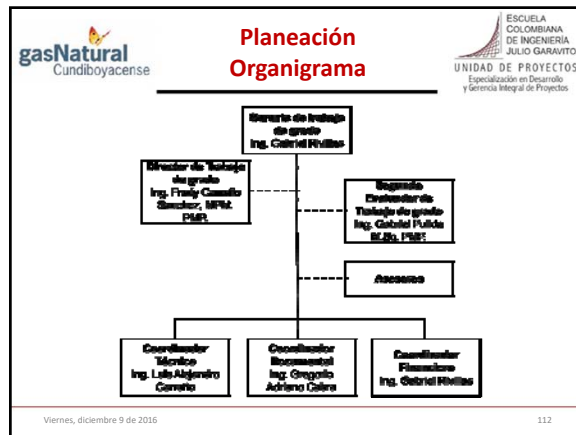 gasNatural
Cundiboyacense
Planeación
Organigrama
ESCUELA
COLOMBIANA
DE INGENIERÍA
JULIO GARAVITO
UNIDAD DE PROYECTOS
Especialización en Desarrollo
y Gerencia Integral de Proyectos
Gerente de trabajo
de grado
Ing. Gabriel Rivillas
Director de Trabajo
de grado
Ing. Fredy Carreño
Sanchez, MPM.
PMP.
Segundo
Evaluador de
Trabajo de grado
Ing. Gabriel Pulido
M.Sc. PMP.
Asesores
Coordinador
Técnico
Ing. Luis Alejandro
Coordinador
Documental
Ing. Gregorio
Adriano
Coordinador
Financiero
Ing. Gabriel Rivillas
Viernes, diciembre 9 de 2016
112